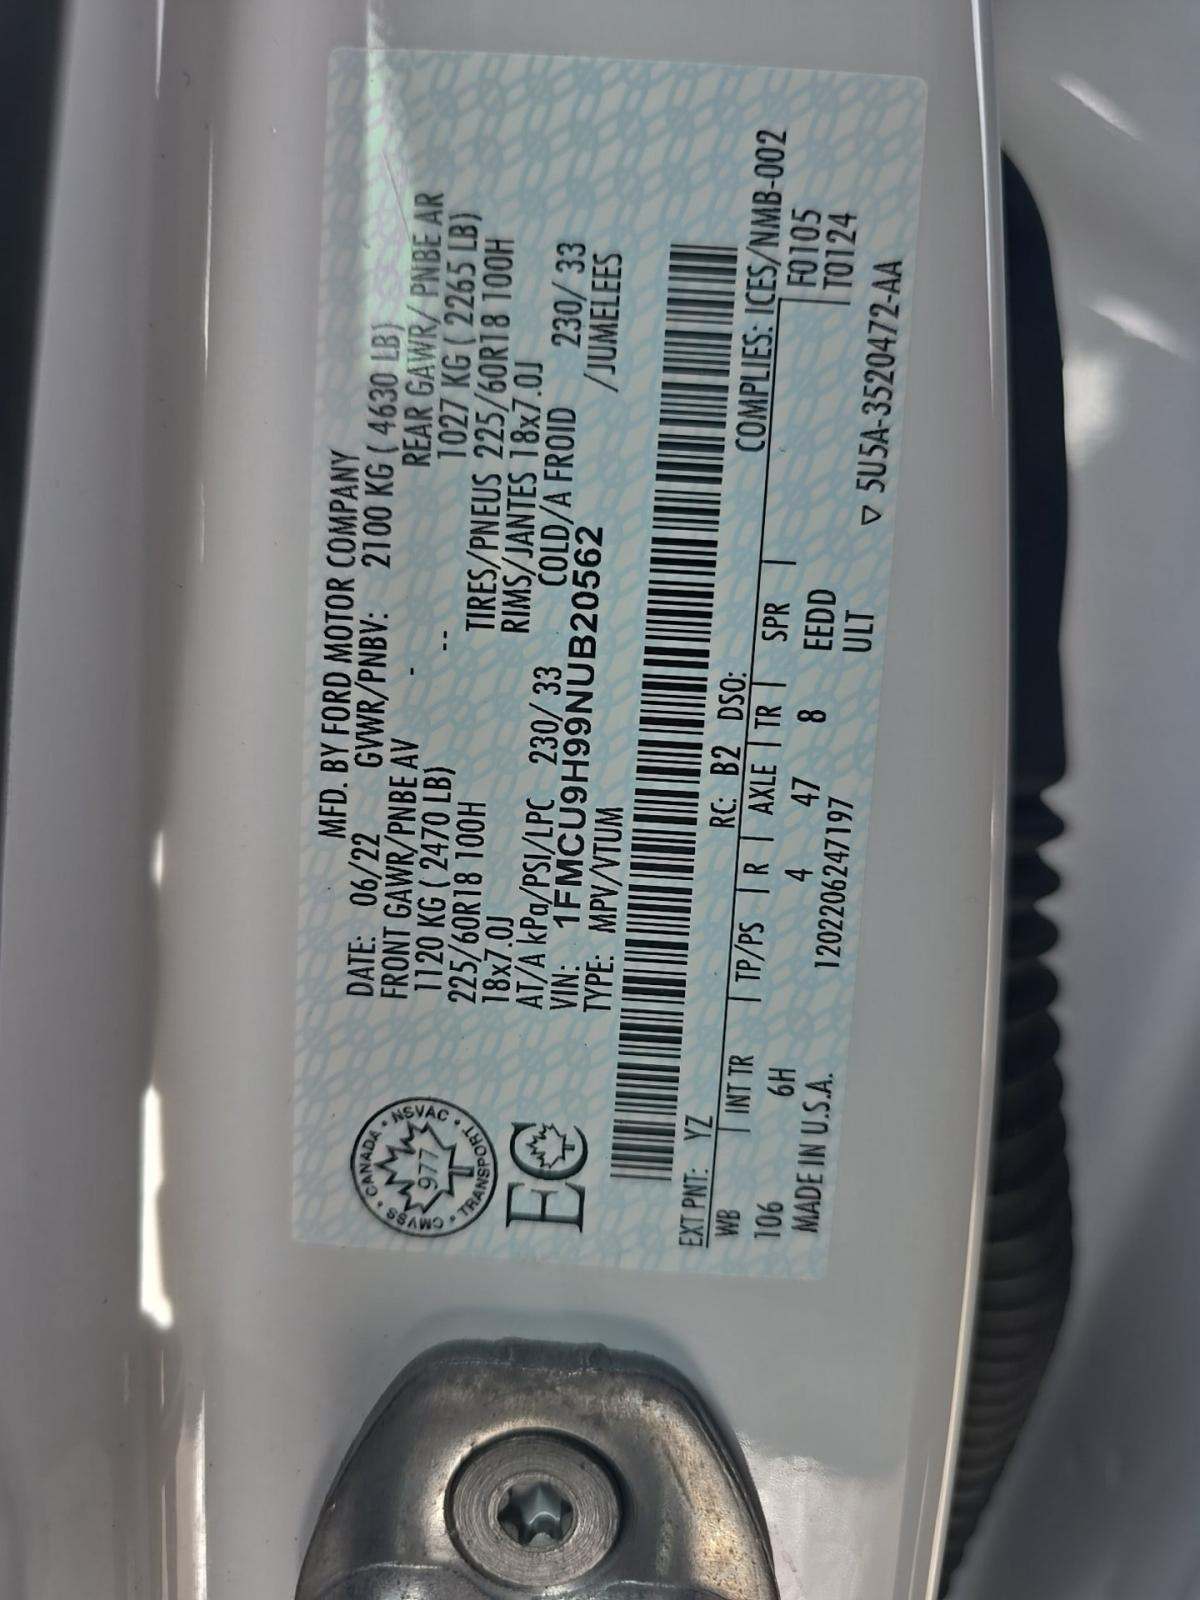 MFD. BY FORD MOTOR COMPANY
DATE: 06/22 GVWR/PNBV: 2100 KG ( 4630 LB)
FRONT GAWR/PNBE AV - REAR GAWR/ PNBE AR
1120 KG ( 2470 LB) -- 1027 KG ( 2265 LB)
225/60R18 100H TIRES/PNEUS 225/60R18 100H
18x7.0J RIMS/JANTES 18x7.0J
AT/A kPa/PSI/LPC 230/ 33 COLD/A FROID 230/ 33
VIN: 1FMCU9H99NUB20562 /JUMELEES
TYPE: MPV/VTUM
CANADA • NSVAC • TRANSPORT • CMVSS
977
EC
EXT PNT: YZ RC: B2 DSO: COMPLIES: ICES/NMB-002
WB | INT TR | TP/PS | R | AXLE | TR | SPR | F0105
106 6H 4 47 8 EEDD T0124
MADE IN U.S.A. 1202206247197 ULT
▽ 5U5A-3520472-AA